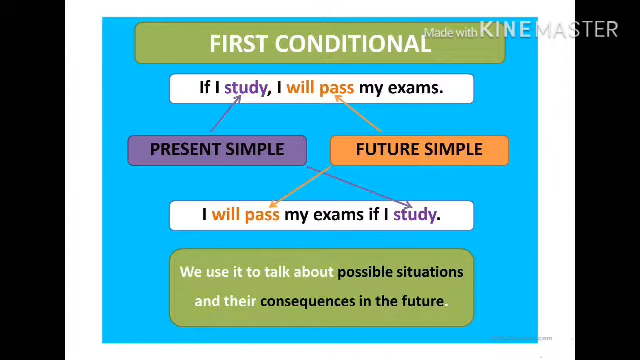 Made with KINEMASTER
FIRST CONDITIONAL
If I study, I will pass my exams.
PRESENT SIMPLE
FUTURE SIMPLE
I will pass my exams if I study.
We use it to talk about possible situations
and their consequences in the future.